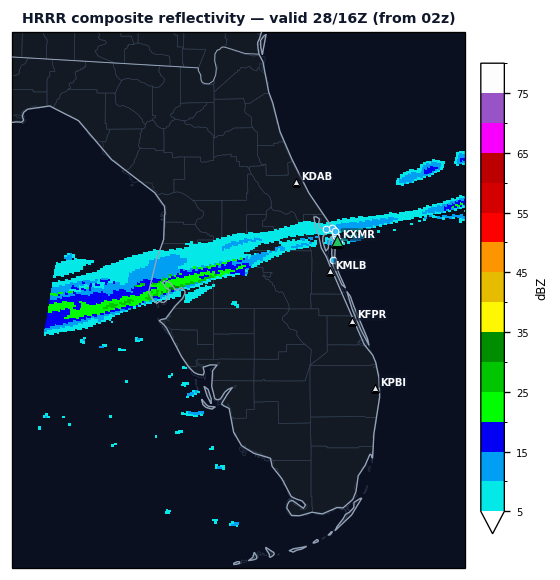 HRRR composite reflectivity — valid 28/16Z (from 02z)
KDAB
KXMR
KMLB
KFPR
KPBI
75
65
55
45
35
25
15
5
dBZ